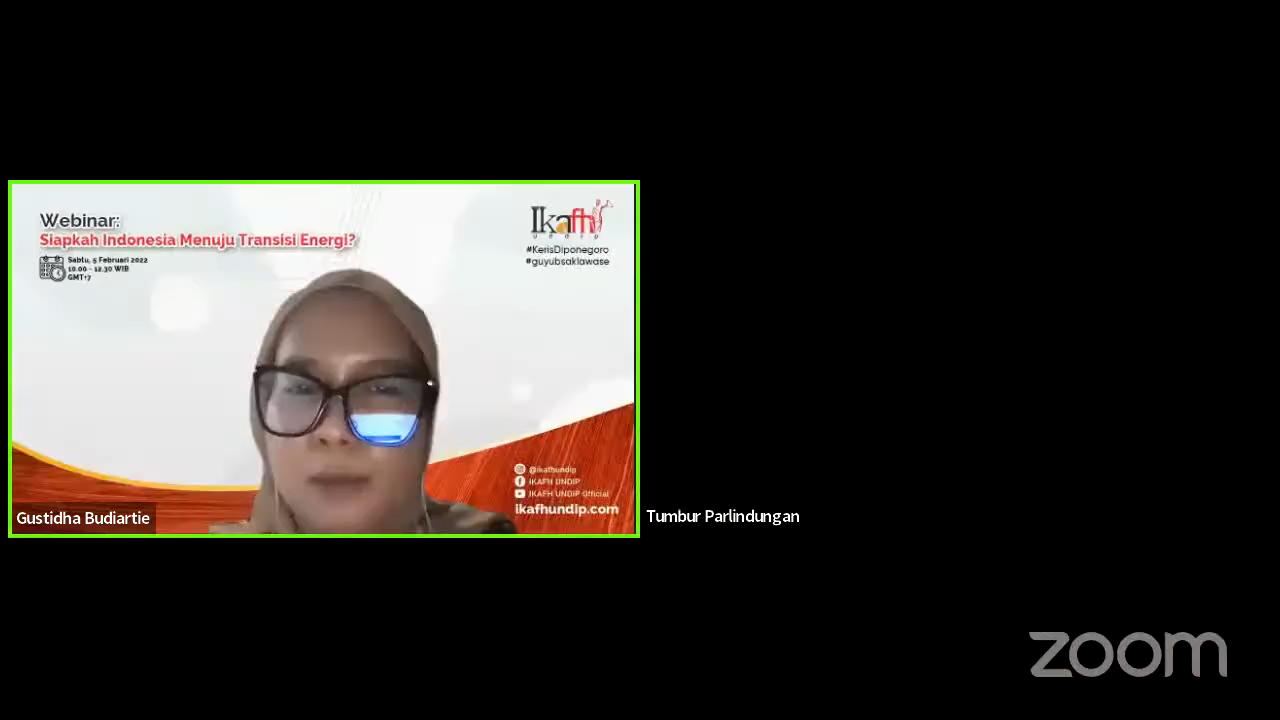 Webinar:
Siapkah Indonesia Menuju Transisi Energi?
Sabtu, 5 Februari 2022
10.00 - 12.30 WIB
GMT+7
Ikafh
undip
#KerisDiponegoro
#guyubsaklawase
@ikafhundip
IKAFH UNDIP
IKAFH UNDIP Official
ikafhundip.com
Gustidha Budiartie
Tumbur Parlindungan
zoom